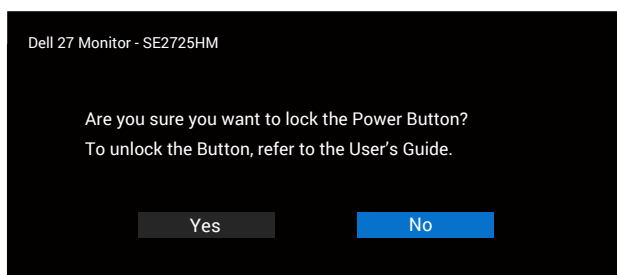 Dell 27 Monitor - SE2725HM
Are you sure you want to lock the Power Button?
To unlock the Button, refer to the User’s Guide.
Yes
No